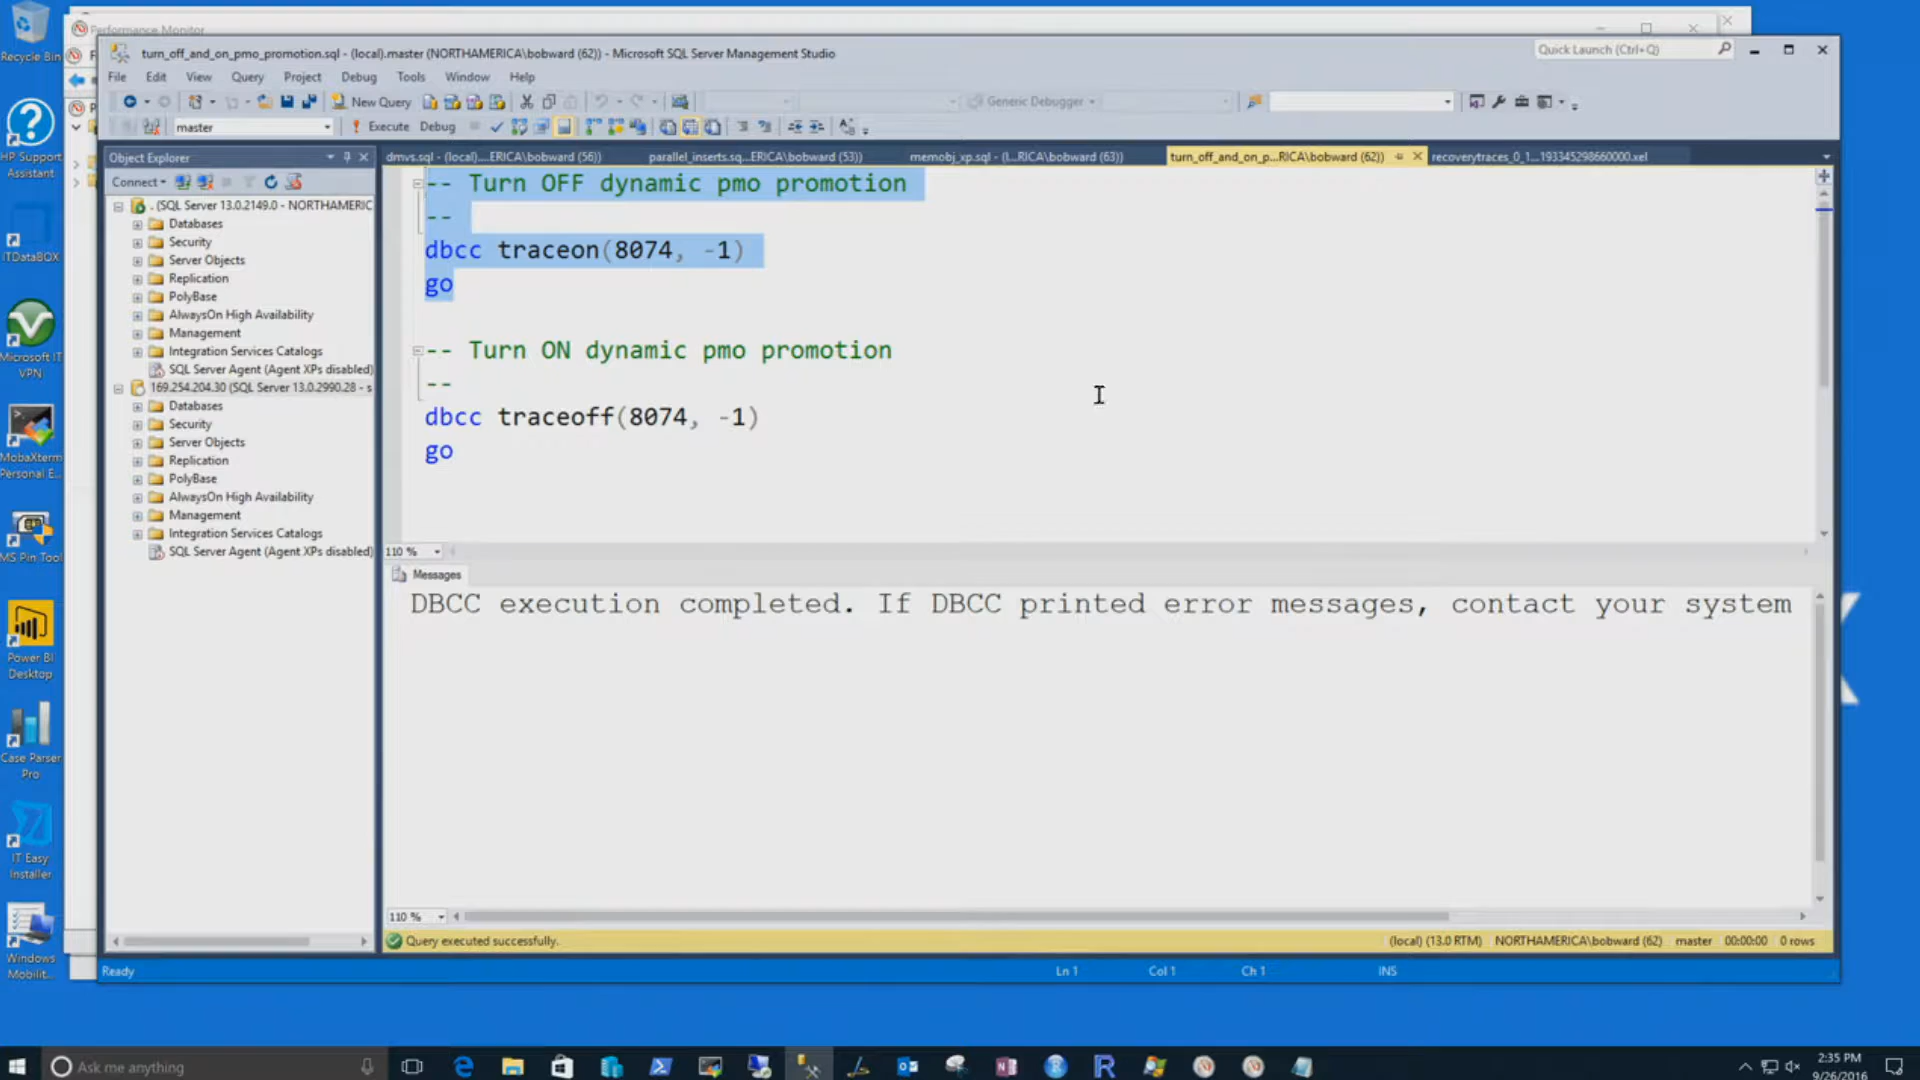 Recycle Bin
HP Support
Assistant
ITDataBOX
Microsoft IT
VPN
MobaXterm
Personal E...
MS Pin Tool
Power BI
Desktop
Case Parser
Pro
IT Easy
Installer
Windows
Mobilit...
Performance Monitor
turn_off_and_on_pmo_promotion.sql - (local).master (NORTHAMERICA\bobward (62)) - Microsoft SQL Server Management Studio
Quick Launch (Ctrl+Q)
File Edit View Query Project Debug Tools Window Help
New Query
Generic Debugger
master
Execute Debug
Object Explorer
Connect
. (SQL Server 13.0.2149.0 - NORTHAMERIC
Databases
Security
Server Objects
Replication
PolyBase
AlwaysOn High Availability
Management
Integration Services Catalogs
SQL Server Agent (Agent XPs disabled)
169.254.204.30 (SQL Server 13.0.2990.28 - s
Databases
Security
Server Objects
Replication
PolyBase
AlwaysOn High Availability
Management
Integration Services Catalogs
SQL Server Agent (Agent XPs disabled)
dmvs.sql - (local)....ERICA\bobward (56)) parallel_inserts.sq...ERICA\bobward (53)) memobj_xp.sql - (l...RICA\bobward (63)) turn_off_and_on_p...RICA\bobward (62)) recoverytraces_0_1...193345298660000.xel
-- Turn OFF dynamic pmo promotion
--
dbcc traceon(8074, -1)
go
-- Turn ON dynamic pmo promotion
--
dbcc traceoff(8074, -1)
go
110 %
Messages
DBCC execution completed. If DBCC printed error messages, contact your system
110 %
Query executed successfully.
(local) (13.0 RTM) NORTHAMERICA\bobward (62) master 00:00:00 0 rows
Ready Ln 1 Col 1 Ch 1 INS
Ask me anything
2:35 PM
9/26/2016